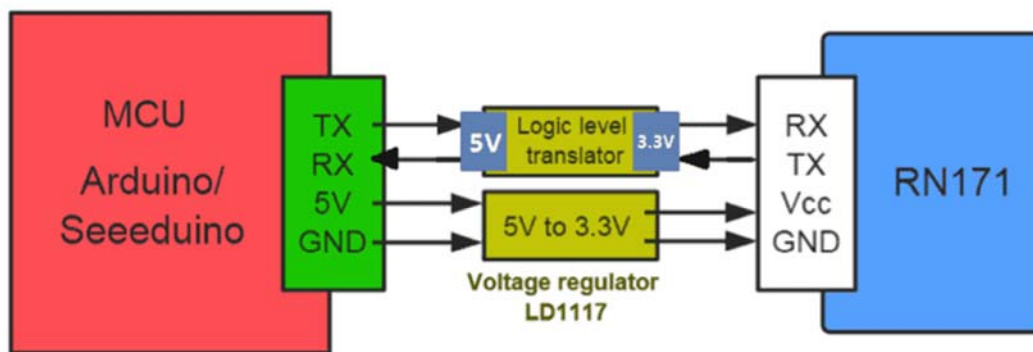 MCU
Arduino/
Seeeduino
TX
RX
5V
GND
5V
Logic level
translator
3.3V
5V to 3.3V
Voltage regulator
LD1117
RX
TX
Vcc
GND
RN171